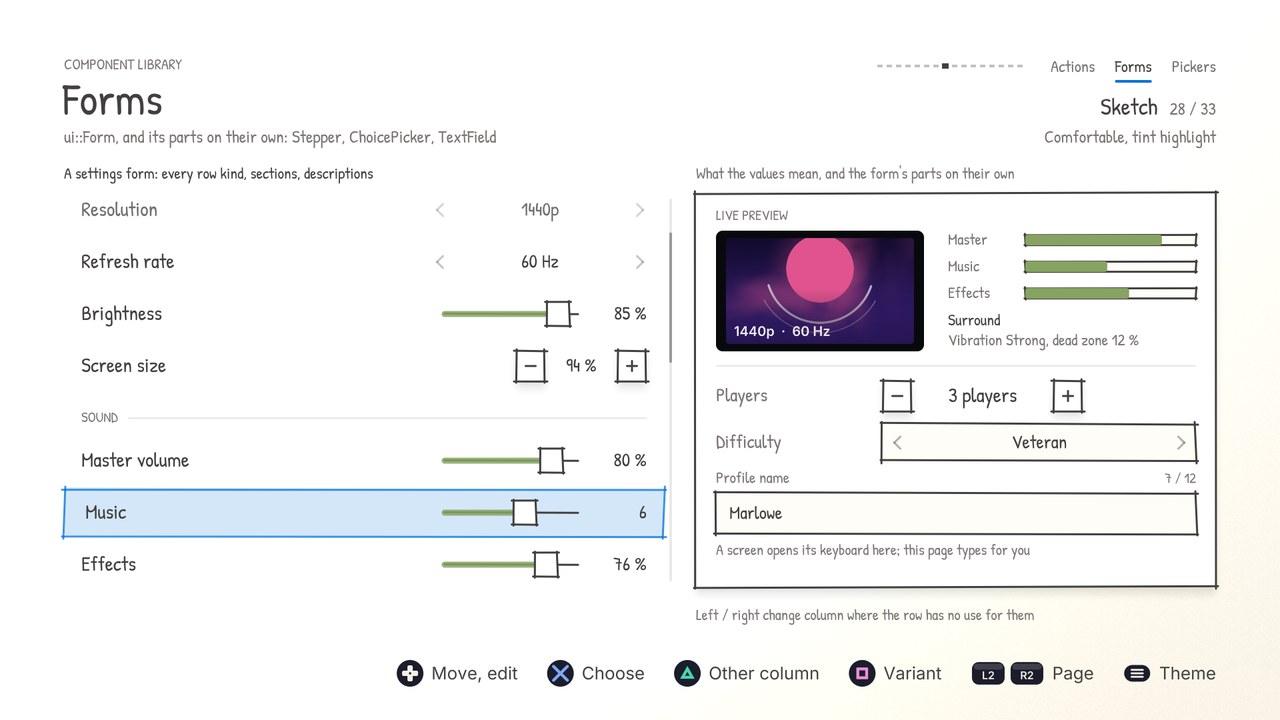 COMPONENT LIBRARY
Forms
ui::Form, and its parts on their own: Stepper, ChoicePicker, TextField
Actions Forms Pickers
Sketch 28 / 33
Comfortable, tint highlight
A settings form: every row kind, sections, descriptions
Resolution 1440p
Refresh rate 60 Hz
Brightness 85 %
Screen size − 94 % +
SOUND
Master volume 80 %
Music 6
Effects 76 %
What the values mean, and the form's parts on their own
LIVE PREVIEW
1440p · 60 Hz
Master
Music
Effects
Surround
Vibration Strong, dead zone 12 %
Players − 3 players +
Difficulty Veteran
Profile name 7 / 12
Marlowe
A screen opens its keyboard here; this page types for you
Left / right change column where the row has no use for them
Move, edit Choose Other column Variant L2 R2 Page Theme